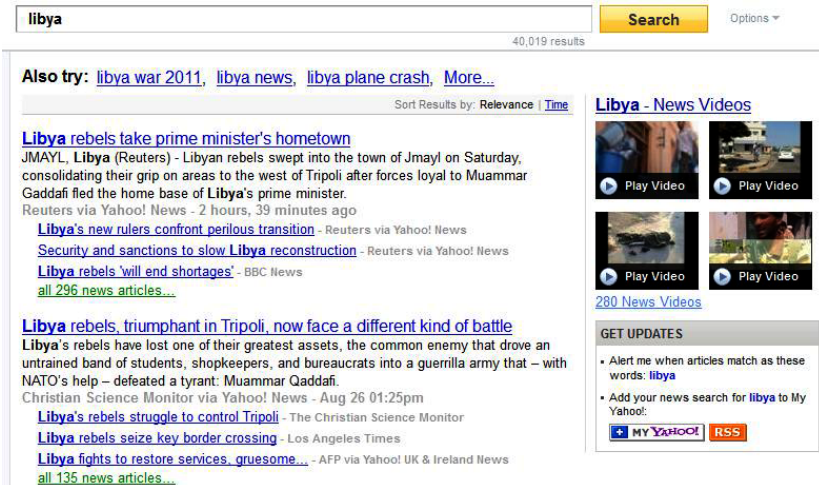 libya
Search
Options
40,019 results
Also try: libya war 2011, libya news, libya plane crash, More...
Sort Results by: Relevance | Time
Libya rebels take prime minister's hometown
JMAYL, Libya (Reuters) - Libyan rebels swept into the town of Jmayl on Saturday,
consolidating their grip on areas to the west of Tripoli after forces loyal to Muammar
Gaddafi fled the home base of Libya's prime minister.
Reuters via Yahoo! News - 2 hours, 39 minutes ago
Libya's new rulers confront perilous transition - Reuters via Yahoo! News
Security and sanctions to slow Libya reconstruction - Reuters via Yahoo! News
Libya rebels 'will end shortages' - BBC News
all 296 news articles...
Libya rebels, triumphant in Tripoli, now face a different kind of battle
Libya's rebels have lost one of their greatest assets, the common enemy that drove an
untrained band of students, shopkeepers, and bureaucrats into a guerrilla army that – with
NATO's help – defeated a tyrant: Muammar Qaddafi.
Christian Science Monitor via Yahoo! News - Aug 26 01:25pm
Libya's rebels struggle to control Tripoli - The Christian Science Monitor
Libya rebels seize key border crossing - Los Angeles Times
Libya fights to restore services, gruesome... - AFP via Yahoo! UK & Ireland News
all 135 news articles...
Libya - News Videos
Play Video
Play Video
Play Video
Play Video
280 News Videos
GET UPDATES
Alert me when articles match as these
words: libya
Add your news search for libya to My
Yahoo!:
MY YAHOO! RSS